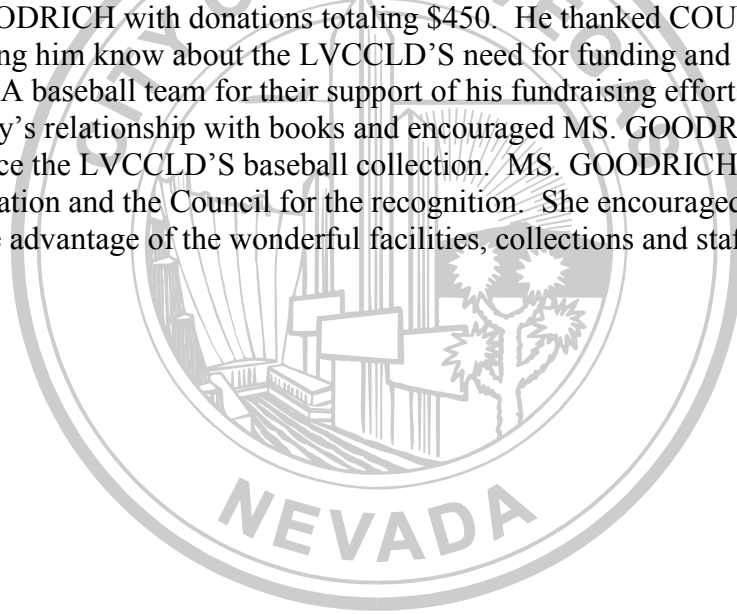 ODRICH with donations totaling $450. He thanked COU
ng him know about the LVCCLD'S need for funding and
A baseball team for their support of his fundraising effort
y's relationship with books and encouraged MS. GOODR
ce the LVCCLD'S baseball collection. MS. GOODRICH
ation and the Council for the recognition. She encouraged
e advantage of the wonderful facilities, collections and staf
NEVADA